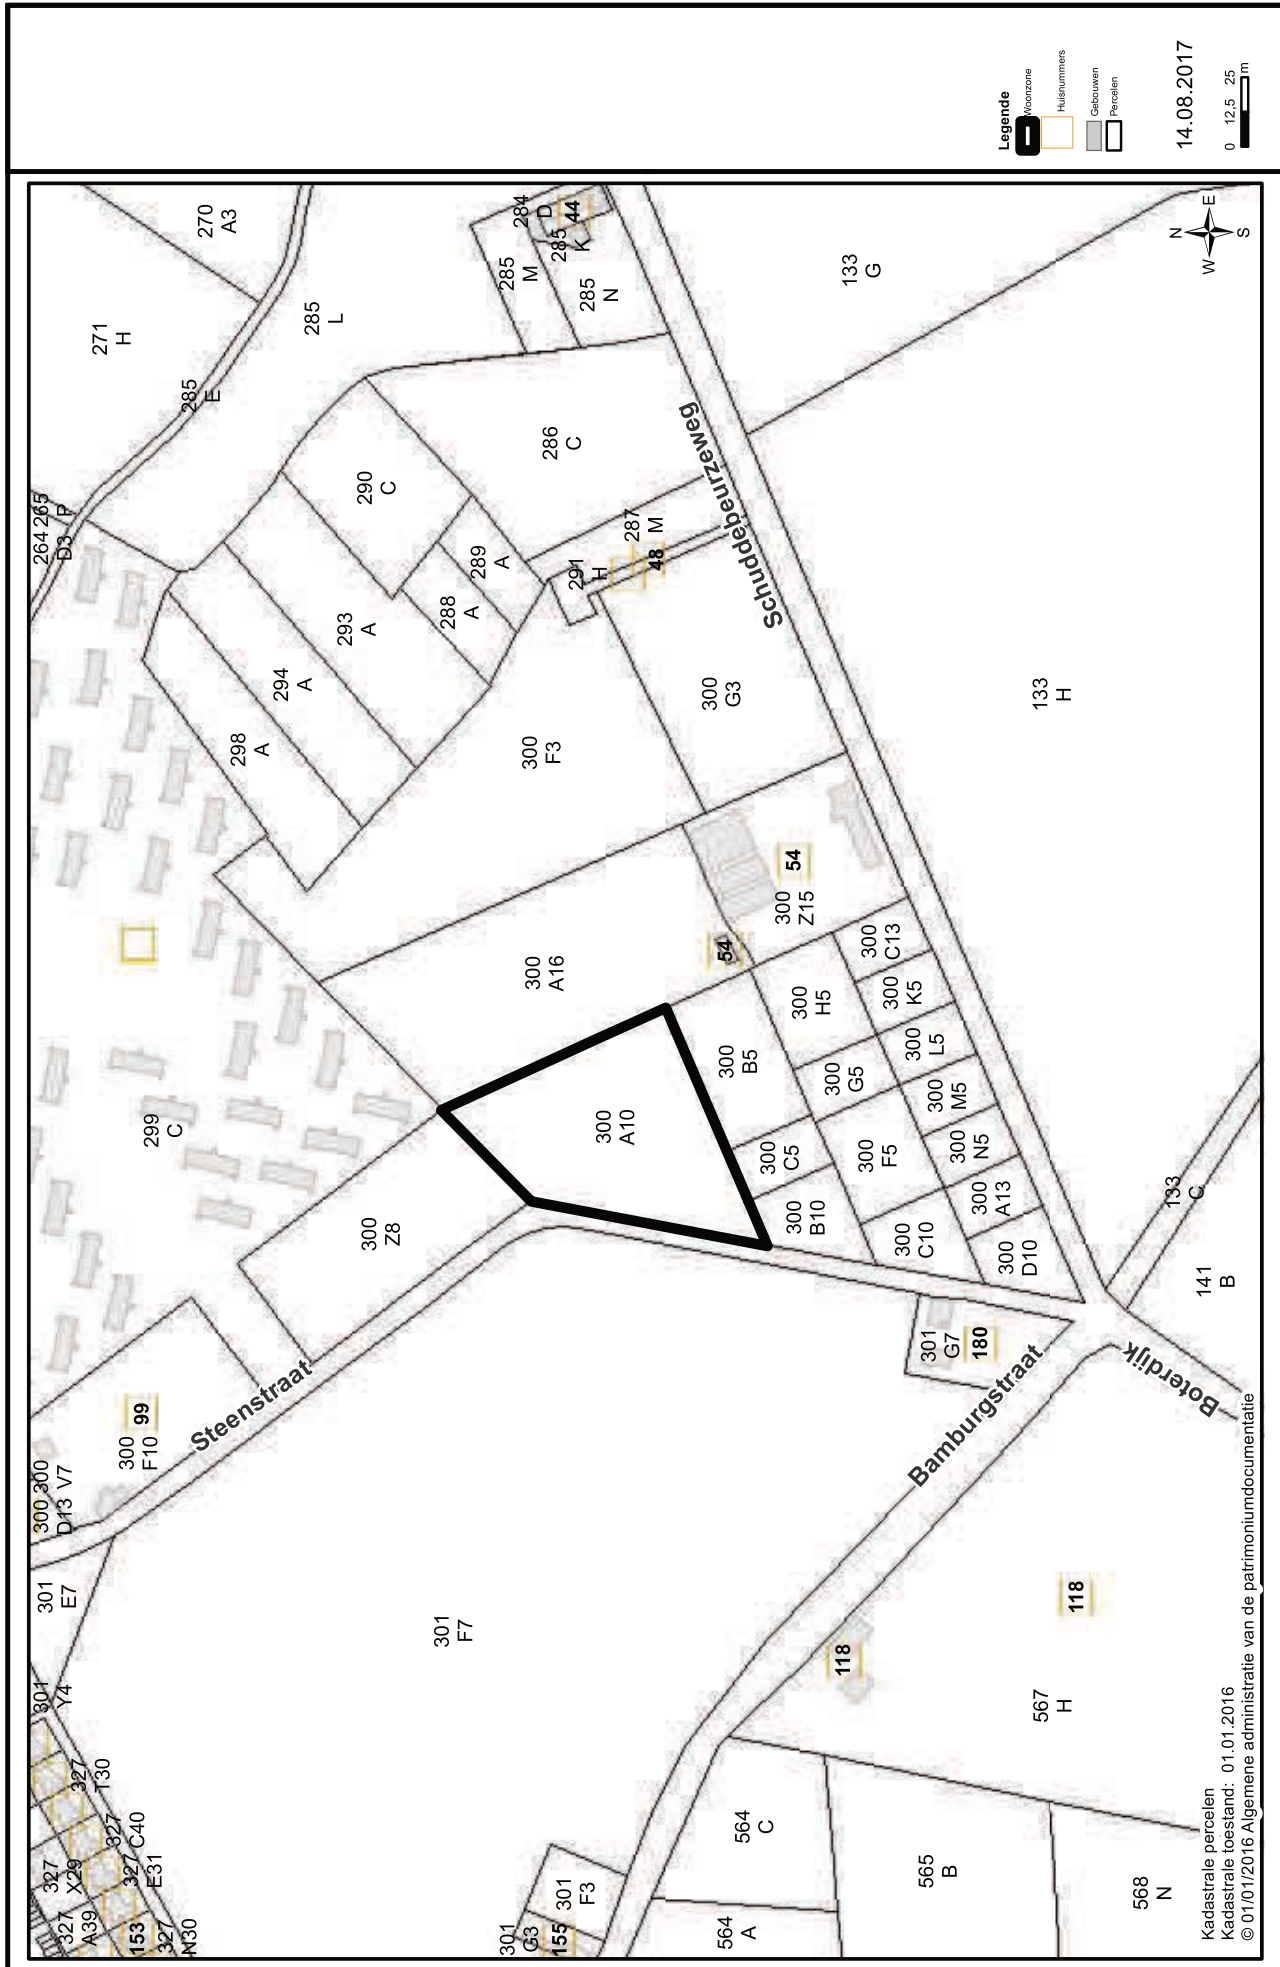 Legende
Woonzone
Huisnummers
Gebouwen
Percelen
14.08.2017
0 12,5 25
m
N
W E
S
301
Y4
301
E7
300 300
D13 V7
264 265
D3 P
271
H
270
A3
327
X29
327
T30
327
A39
327
C40
327
E31
153
327
N30
300
F10
99
299
C
285
E
285
L
Steenstraat
300
Z8
298
A
294
A
293
A
290
C
301
F7
288
A
289
A
285
M
284
D
44
285
K
285
N
301
G3
155
301
F3
300
A10
300
A16
300
F3
291
H
287
M
48
286
C
564
A
564
C
300
B5
54
300
G3
Schuddebeurzeweg
300
C5
300
B10
300
H5
300
Z15
54
300
G5
300
F5
300
C13
300
K5
133
G
118
300
L5
300
M5
300
C10
300
N5
300
A13
300
D10
565
B
Bamburgstraat
301
G7
180
133
H
567
H
118
568
N
Boterdijk
133
C
141
B
Kadastrale percelen
Kadastrale toestand: 01.01.2016
© 01/01/2016 Algemene administratie van de patrimoniumdocumentatie